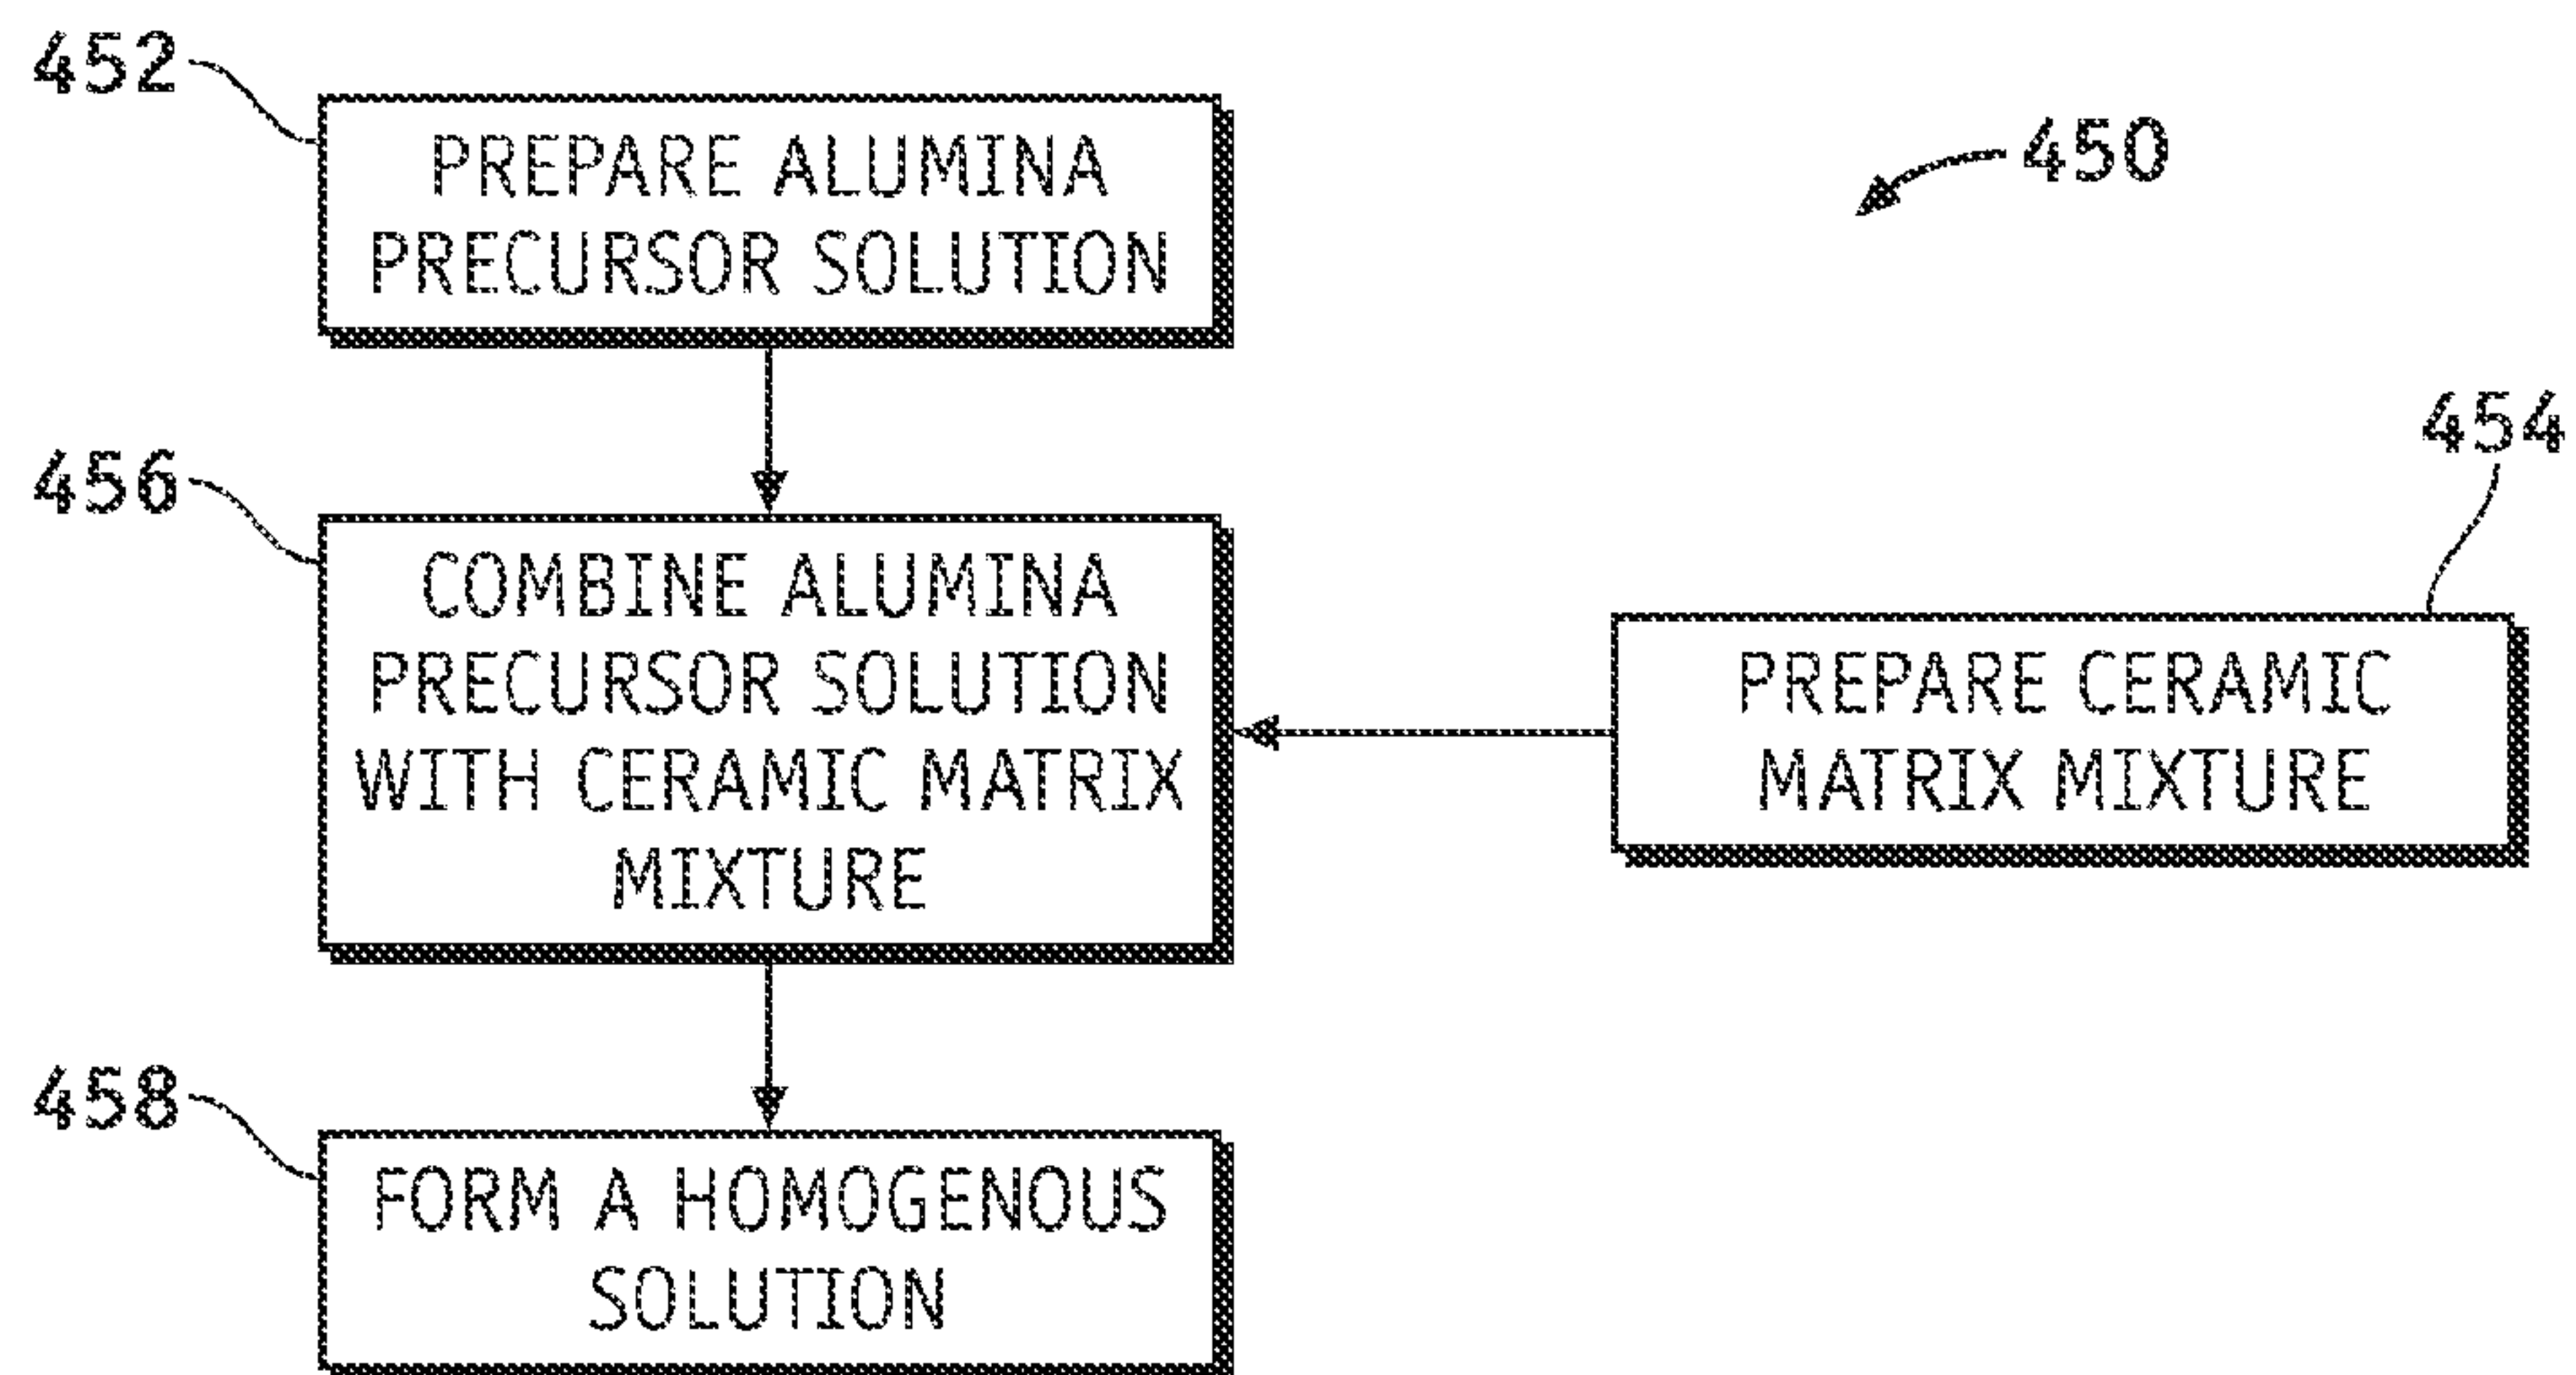 452
PREPARE ALUMINA
PRECURSOR SOLUTION
450
456
COMBINE ALUMINA
PRECURSOR SOLUTION
WITH CERAMIC MATRIX
MIXTURE
454
PREPARE CERAMIC
MATRIX MIXTURE
458
FORM A HOMOGENOUS
SOLUTION